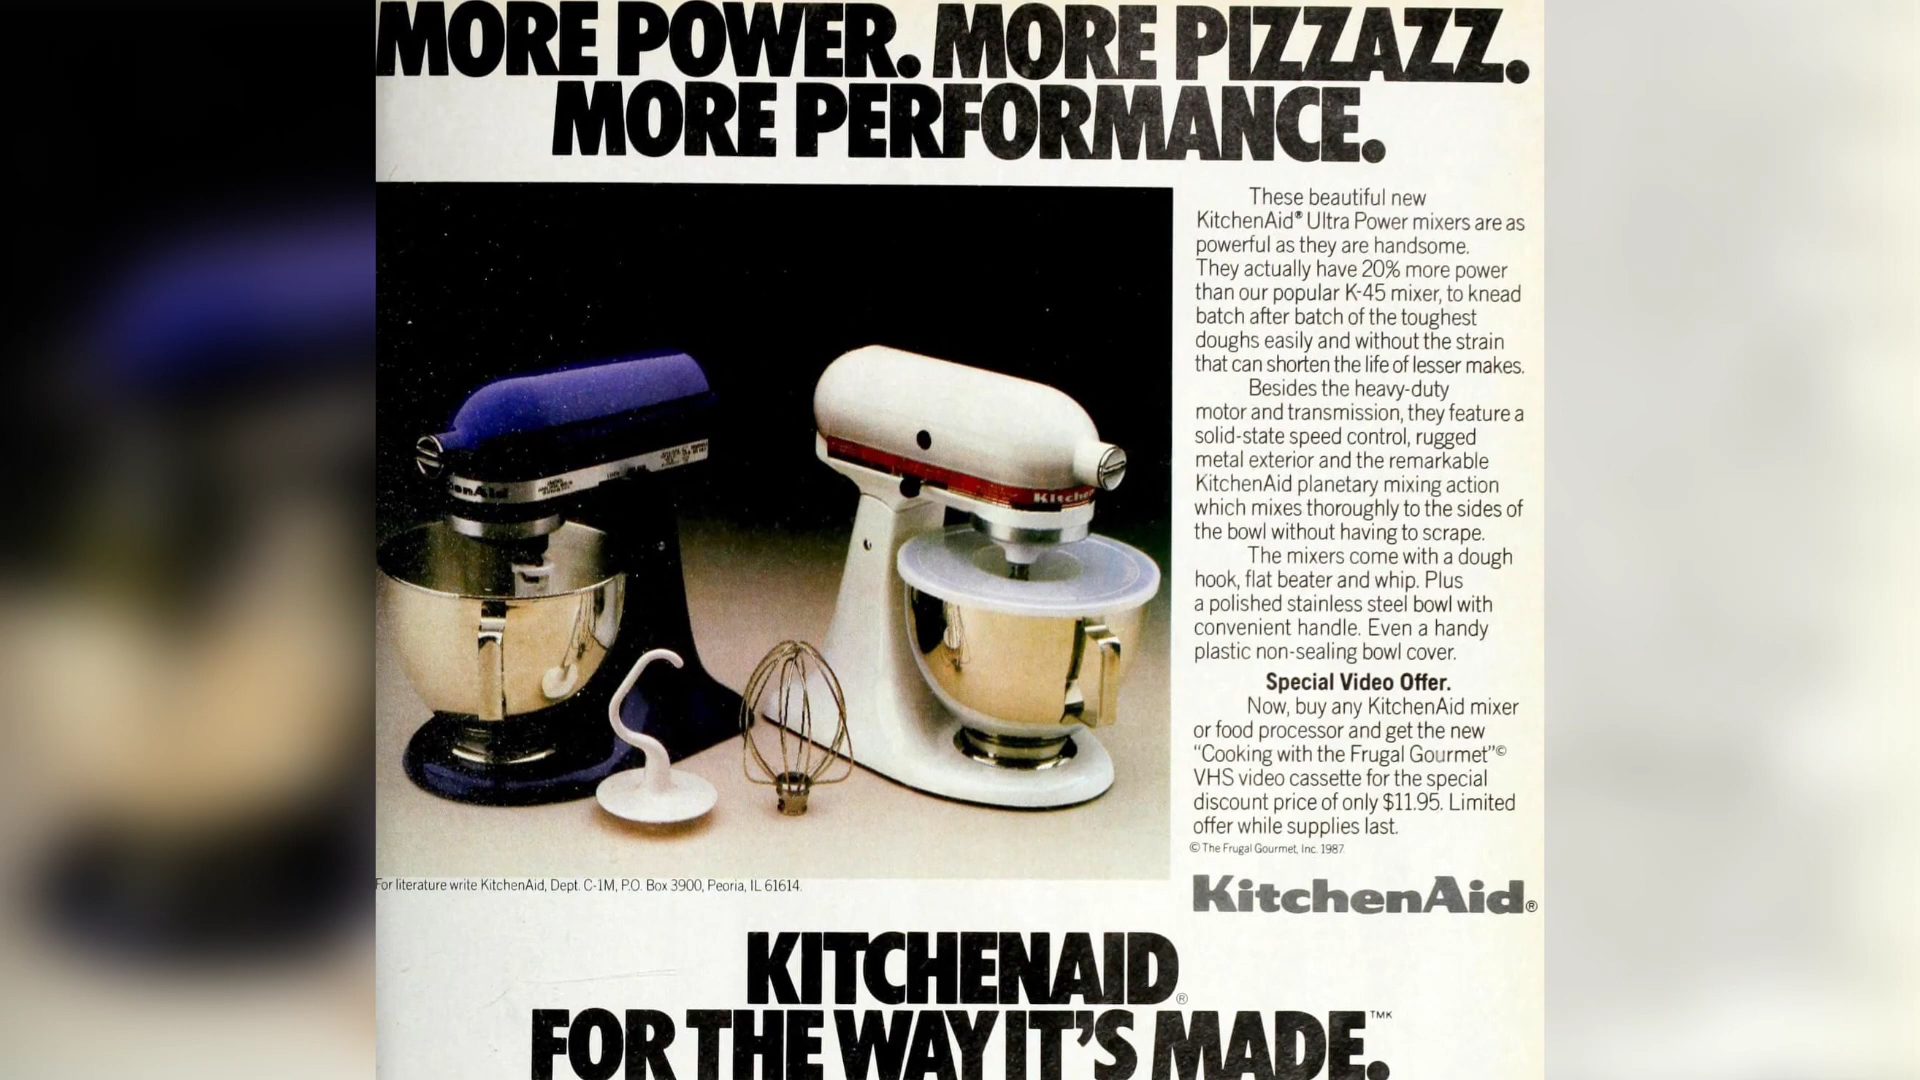 MORE POWER. MORE PIZZAZZ.
MORE PERFORMANCE.
These beautiful new
KitchenAid® Ultra Power mixers are as
powerful as they are handsome.
They actually have 20% more power
than our popular K-45 mixer, to knead
batch after batch of the toughest
doughs easily and without the strain
that can shorten the life of lesser makes.
Besides the heavy-duty
motor and transmission, they feature a
solid-state speed control, rugged
metal exterior and the remarkable
KitchenAid planetary mixing action
which mixes thoroughly to the sides of
the bowl without having to scrape.
The mixers come with a dough
hook, flat beater and whip. Plus
a polished stainless steel bowl with
convenient handle. Even a handy
plastic non-sealing bowl cover.
Special Video Offer.
Now, buy any KitchenAid mixer
or food processor and get the new
“Cooking with the Frugal Gourmet”©
VHS video cassette for the special
discount price of only $11.95. Limited
offer while supplies last.
© The Frugal Gourmet, Inc. 1987
henAid
Kitchen
For literature write KitchenAid, Dept. C-1M, P.O. Box 3900, Peoria, IL 61614.
KitchenAid®
KITCHENAID®
FOR THE WAY IT'S MADE.™